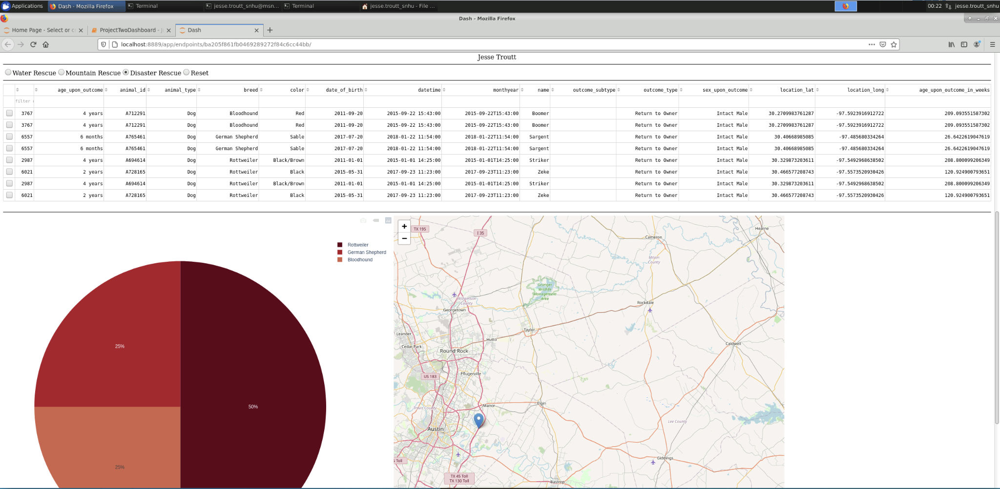 Applications Dash - Mozilla Firefox Terminal jesse.troutt_snhu@msn... Terminal jesse.troutt_snhu - File ... 00:22 jesse.troutt_snhu
Dash - Mozilla Firefox
Home Page - Select or c ProjectTwoDashboard - J Dash
localhost:8889/app/endpoints/ba205f861fb0469289272f84c6cc44bb/
Jesse Troutt
Water Rescue Mountain Rescue Disaster Rescue Reset
age_upon_outcome animal_id animal_type breed color date_of_birth datetime monthyear name outcome_subtype outcome_type sex_upon_outcome location_lat location_long age_upon_outcome_in_weeks
filter
3767 4 years A712291 Dog Bloodhound Red 2011-09-20 2015-09-22 15:43:00 2015-09-22T15:43:00 Boomer Return to Owner Intact Male 30.2709983761287 -97.5923916912722 209.093551587302
3767 4 years A712291 Dog Bloodhound Red 2011-09-20 2015-09-22 15:43:00 2015-09-22T15:43:00 Boomer Return to Owner Intact Male 30.2709983761287 -97.5923916912722 209.093551587302
6557 6 months A765461 Dog German Shepherd Sable 2017-07-20 2018-01-22 11:54:00 2018-01-22T11:54:00 Sargent Return to Owner Intact Male 30.40668985085 -97.485680334264 26.6422619047619
6557 6 months A765461 Dog German Shepherd Sable 2017-07-20 2018-01-22 11:54:00 2018-01-22T11:54:00 Sargent Return to Owner Intact Male 30.40668985085 -97.485680334264 26.6422619047619
2987 4 years A694614 Dog Rottweiler Black/Brown 2011-01-01 2015-01-01 14:25:00 2015-01-01T14:25:00 Striker Return to Owner Intact Male 30.329873203611 -97.5492968638502 208.800099206349
6021 2 years A728165 Dog Rottweiler Black 2015-05-31 2017-09-23 11:23:00 2017-09-23T11:23:00 Zeke Return to Owner Intact Male 30.466577208743 -97.5573520930426 120.924900793651
2987 4 years A694614 Dog Rottweiler Black/Brown 2011-01-01 2015-01-01 14:25:00 2015-01-01T14:25:00 Striker Return to Owner Intact Male 30.329873203611 -97.5492968638502 208.800099206349
6021 2 years A728165 Dog Rottweiler Black 2015-05-31 2017-09-23 11:23:00 2017-09-23T11:23:00 Zeke Return to Owner Intact Male 30.466577208743 -97.5573520930426 120.924900793651
Rottweiler
German Shepherd
Bloodhound
25%
50%
25%
+
−
TX 195
I 35
Hearne
Cameron
Milam
County
Granger
Wildlife
Management
Area
Williamson
County
Georgetown
Rockdale
Taylor
Leander
Hutto
Cedar Park
Round Rock
Caldwell
Pflugerville
US 183
Travis County
Manor
Elgin
Lee County
Austin
Giddings
5 Toll
TX 45 Toll
TX 130 Toll
Bastrop